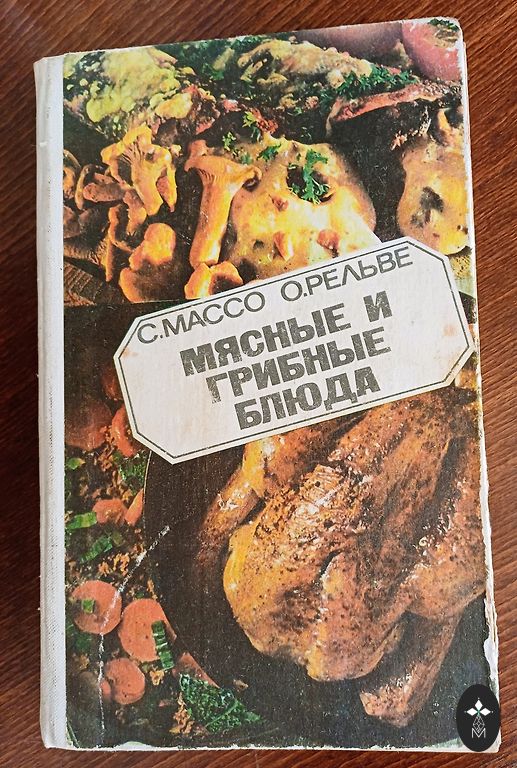 С.МАССО О.РЕЛЬВЕ
МЯСНЫЕ И
ГРИБНЫЕ
БЛЮДА
М